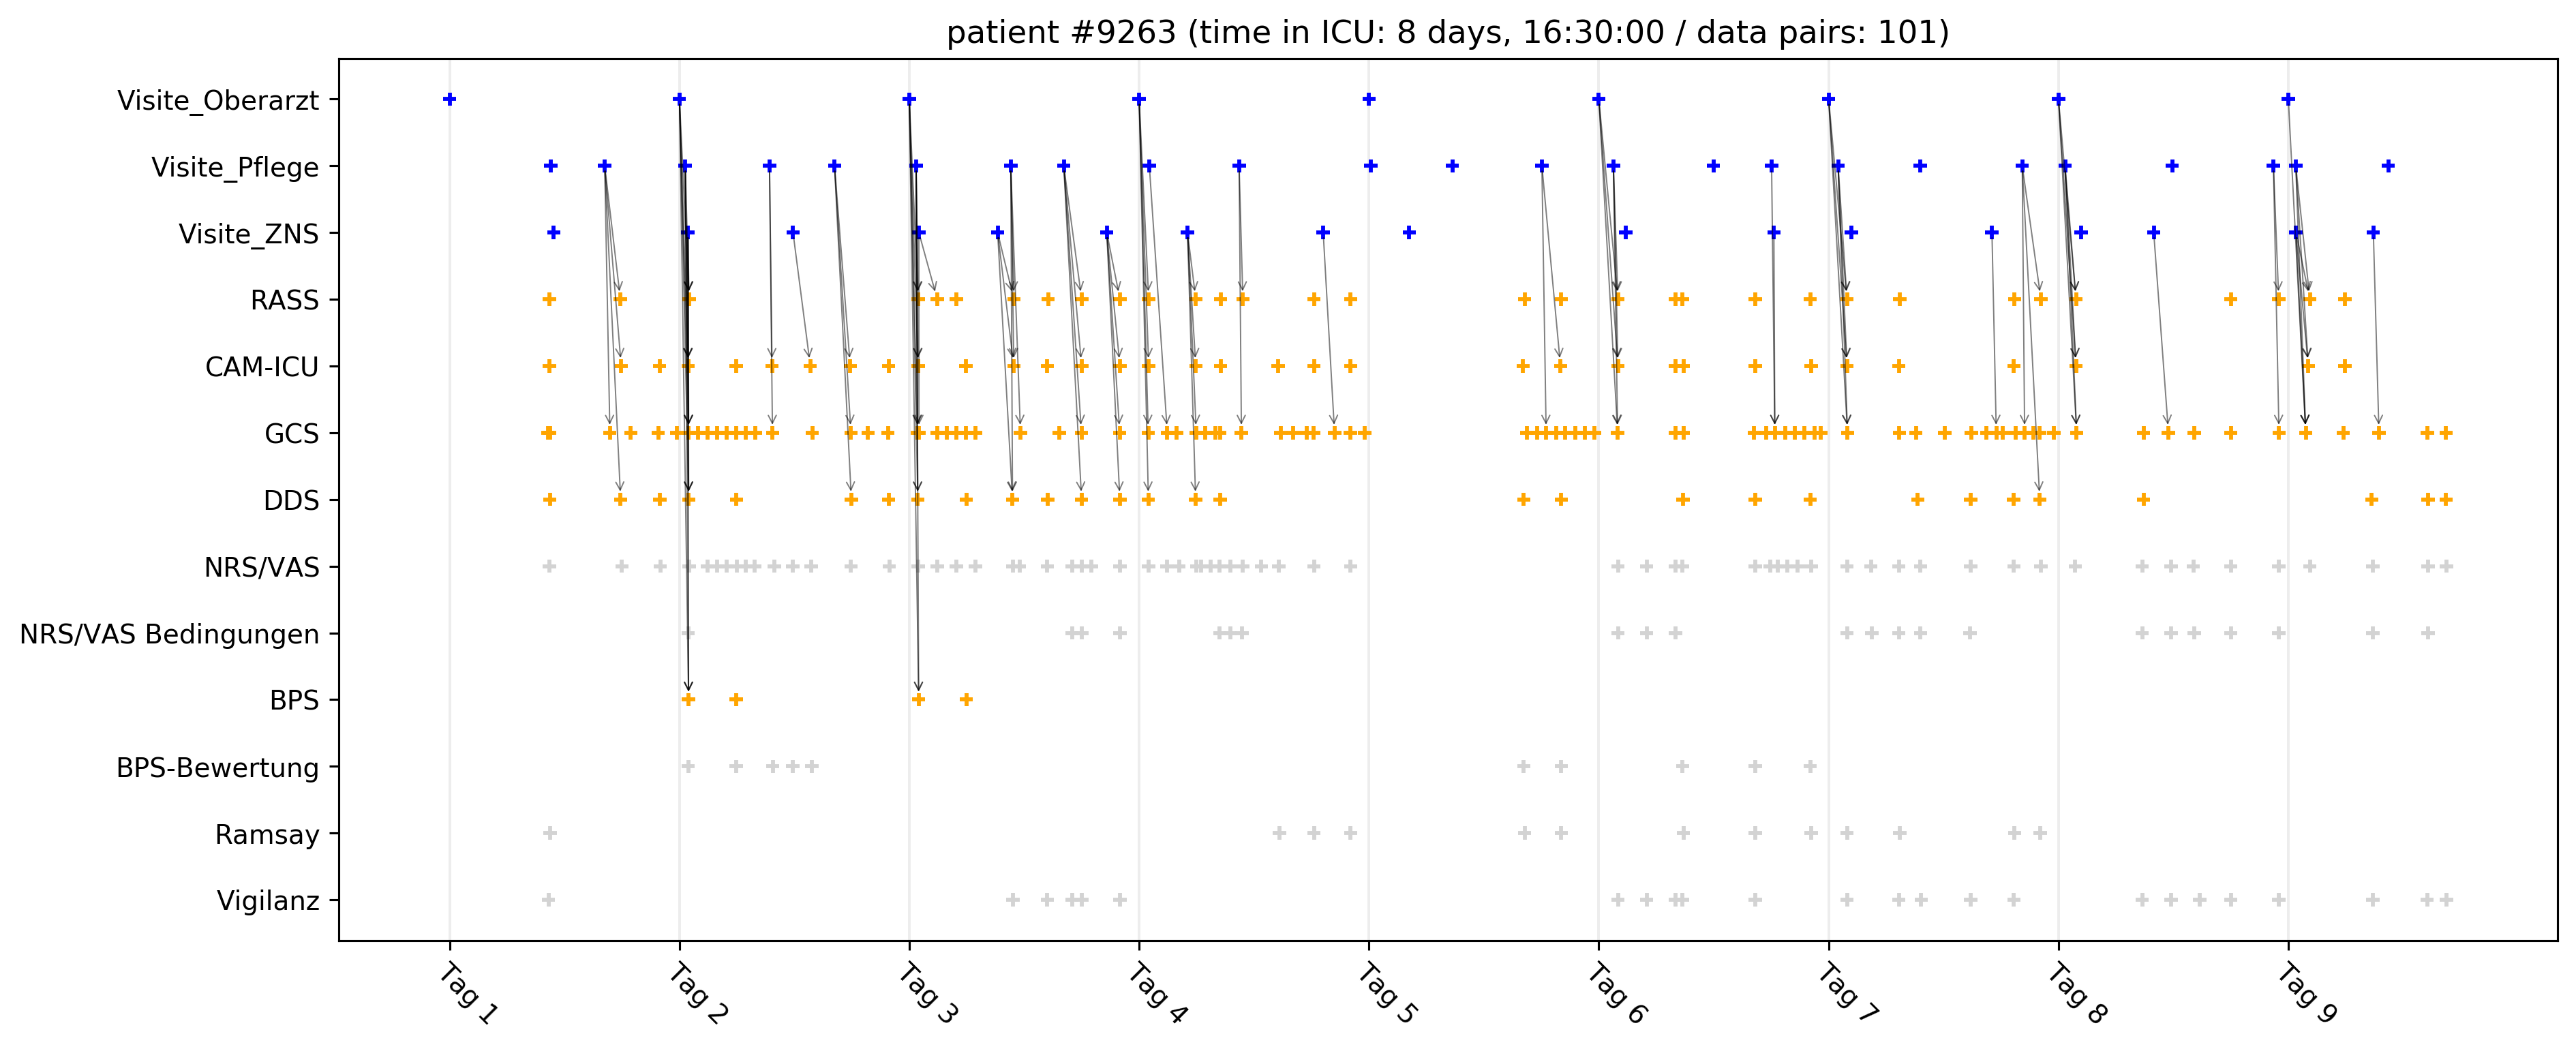 patient #9263 (time in ICU: 8 days, 16:30:00 / data pairs: 101)
Visite_Oberarzt
Visite_Pflege
Visite_ZNS
RASS
CAM-ICU
GCS
DDS
NRS/VAS
NRS/VAS Bedingungen
BPS
BPS-Bewertung
Ramsay
Vigilanz
Tag 1
Tag 2
Tag 3
Tag 4
Tag 5
Tag 6
Tag 7
Tag 8
Tag 9